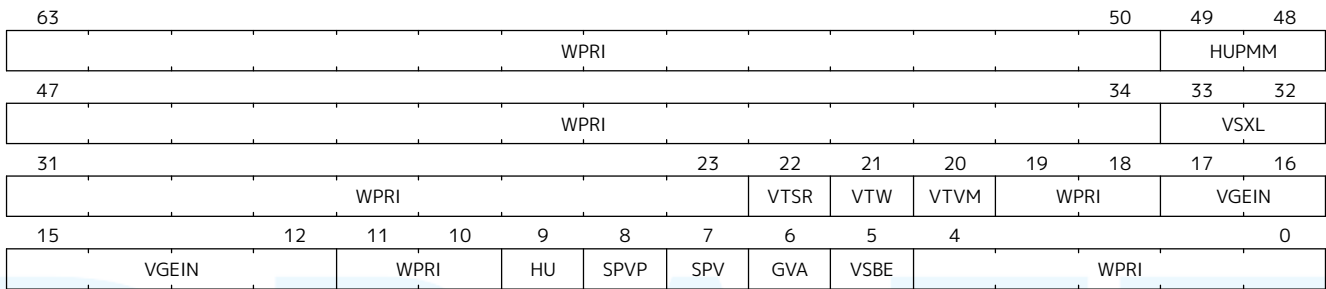 63 50 49 48
WPRI HUPMM
47 34 33 32
WPRI VSXL
31 23 22 21 20 19 18 17 16
WPRI VTSR VTW VTVM WPRI VGEIN
15 12 11 10 9 8 7 6 5 4 0
VGEIN WPRI HU SPVP SPV GVA VSBE WPRI